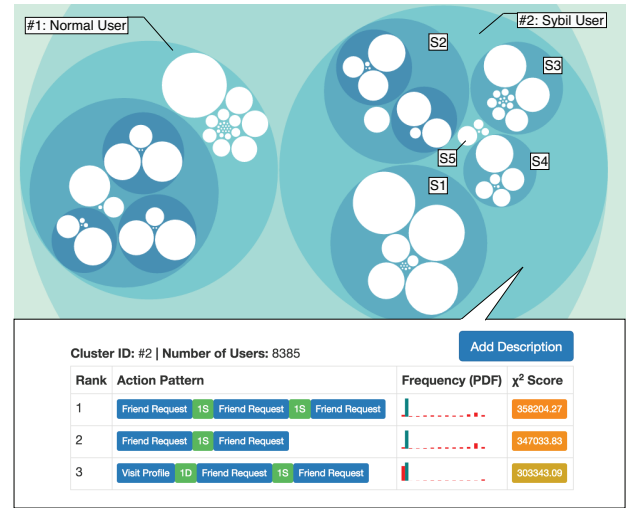 #1: Normal User
#2: Sybil User
S2
S3
S5
S4
S1
Add Description
Cluster ID: #2 | Number of Users: 8385
Rank Action Pattern Frequency (PDF) χ² Score
1 Friend Request 1S Friend Request 1S Friend Request 358204.27
2 Friend Request 1S Friend Request 347033.83
3 Visit Profile 1D Friend Request 1S Friend Request 303343.09